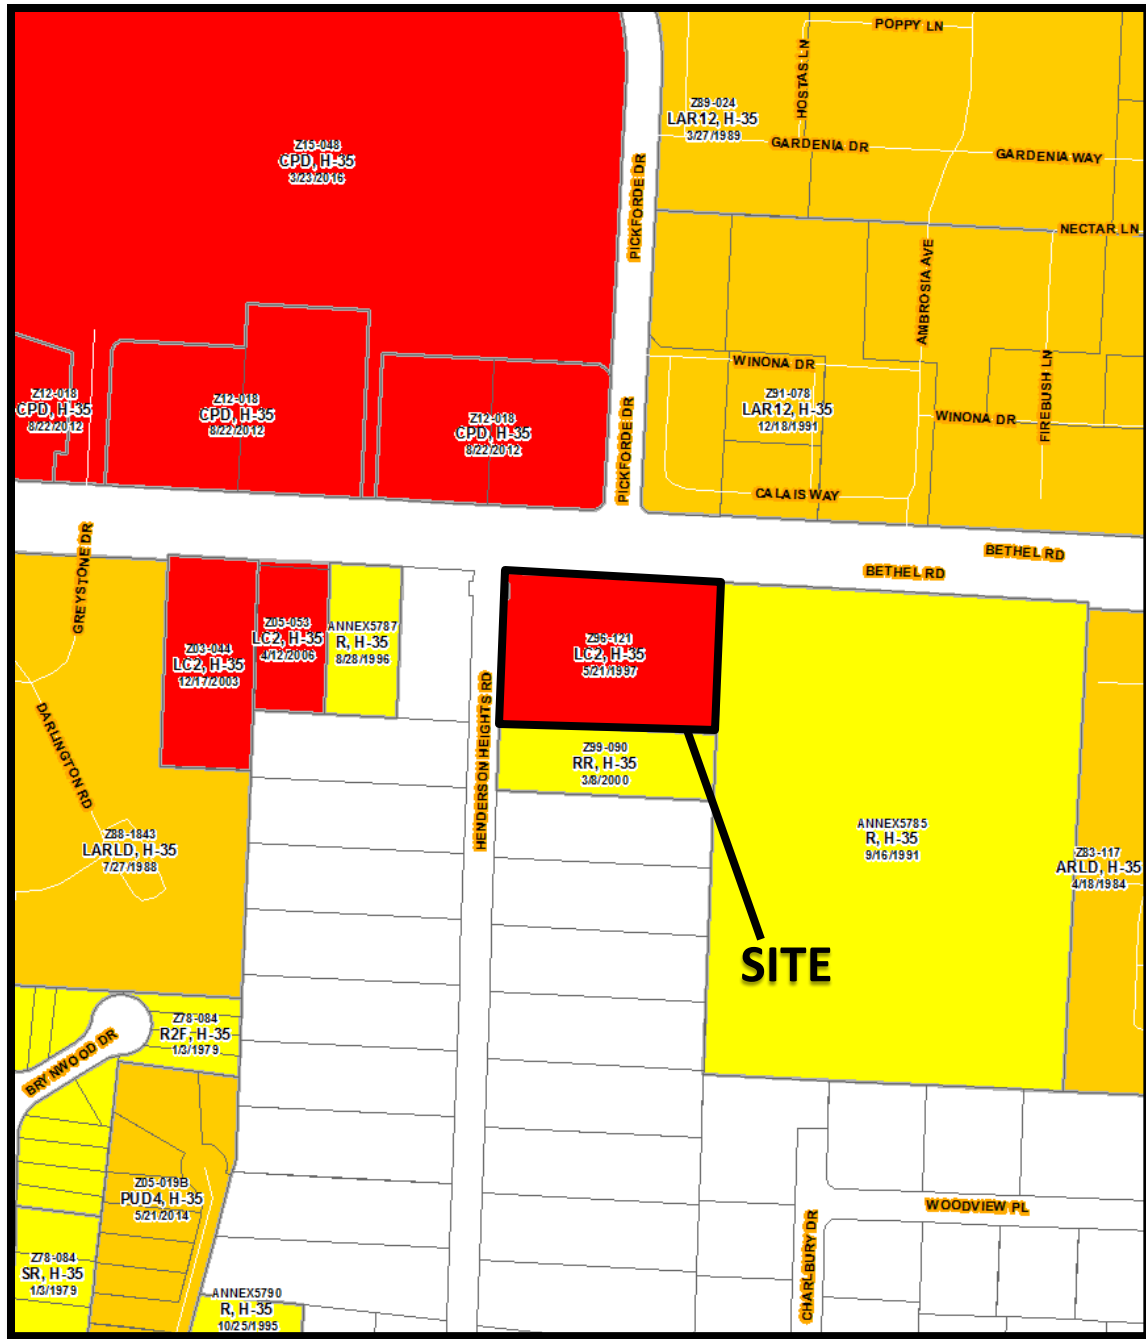 POPPY LN
HOSTAS LN
Z89-024
LAR12, H-35
3/27/1989
GARDENIA DR
GARDENIA WAY
Z15-048
CPD, H-35
3/23/2016
PICKFORDE DR
NECTAR LN
AMBROSIA AVE
WINONA DR
FIREBUSH LN
Z12-018
CPD, H-35
8/22/2012
Z12-018
CPD, H-35
8/22/2012
Z12-018
CPD, H-35
8/22/2012
PICKFORDE DR
Z91-078
LAR12, H-35
12/18/1991
WINONA DR
CALAIS WAY
BETHEL RD
BETHEL RD
GREYSTONE DR
Z03-044
LC2, H-35
12/17/2003
Z05-053
LC2, H-35
4/12/2006
ANNEX5787
R, H-35
8/28/1996
Z96-121
LC2, H-35
5/21/1997
HENDERSON HEIGHTS RD
DARLINGTON RD
Z99-090
RR, H-35
3/8/2000
Z88-1843
LARLD, H-35
7/27/1988
ANNEX5785
R, H-35
9/16/1991
Z83-117
ARLD, H-35
4/18/1984
SITE
Z78-084
R2F, H-35
1/3/1979
BRYNWOOD DR
Z05-019B
PUD4, H-35
5/21/2014
WOODVIEW PL
CHARLBURY DR
Z78-084
SR, H-35
1/3/1979
ANNEX5790
R, H-35
10/25/1995